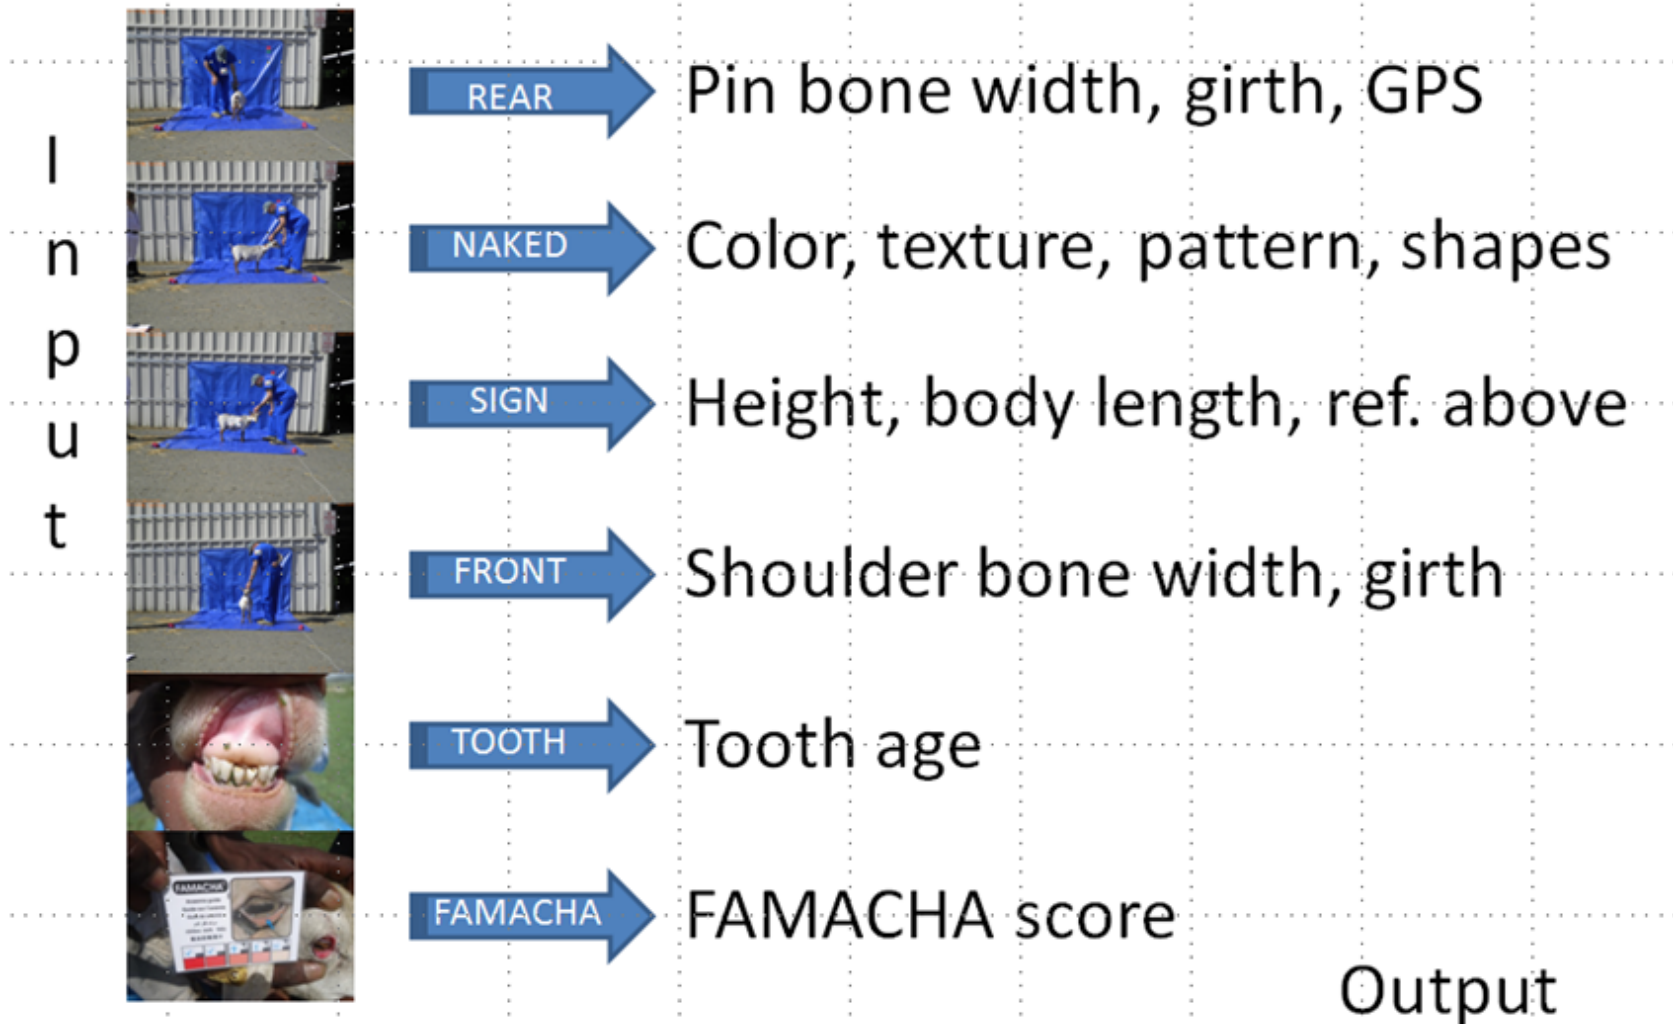 Input
REAR
Pin bone width, girth, GPS
NAKED
Color, texture, pattern, shapes
SIGN
Height, body length, ref. above
FRONT
Shoulder bone width, girth
TOOTH
Tooth age
FAMACHA
FAMACHA
FAMACHA score
Output